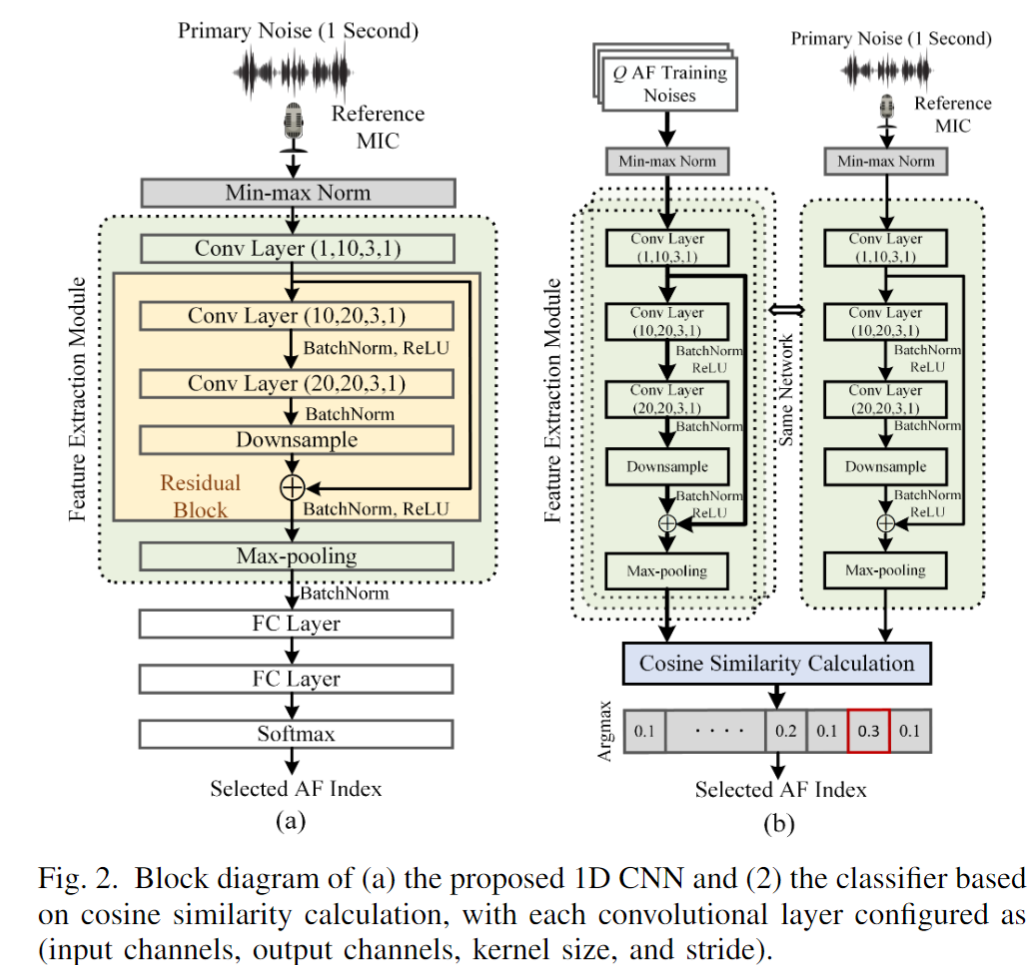 Primary Noise (1 Second)
Reference
MIC
Min-max Norm
Feature Extraction Module
Conv Layer (1,10,3,1)
Conv Layer (10,20,3,1)
BatchNorm, ReLU
Conv Layer (20,20,3,1)
BatchNorm
Downsample
Residual
Block
BatchNorm, ReLU
Max-pooling
BatchNorm
FC Layer
FC Layer
Softmax
Selected AF Index
(a)
Q AF Training
Noises
Min-max Norm
Feature Extraction Module
Conv Layer
(1,10,3,1)
Conv Layer
(10,20,3,1)
BatchNorm
ReLU
Conv Layer
(20,20,3,1)
BatchNorm
Downsample
BatchNorm
ReLU
Max-pooling
Same Network
Primary Noise (1 Second)
Reference
MIC
Min-max Norm
Conv Layer
(1,10,3,1)
Conv Layer
(10,20,3,1)
BatchNorm
ReLU
Conv Layer
(20,20,3,1)
BatchNorm
Downsample
BatchNorm
ReLU
Max-pooling
Cosine Similarity Calculation
Argmax
0.1 · · · · 0.2 0.1 0.3 0.1
Selected AF Index
(b)
Fig. 2. Block diagram of (a) the proposed 1D CNN and (2) the classifier based
on cosine similarity calculation, with each convolutional layer configured as
(input channels, output channels, kernel size, and stride).